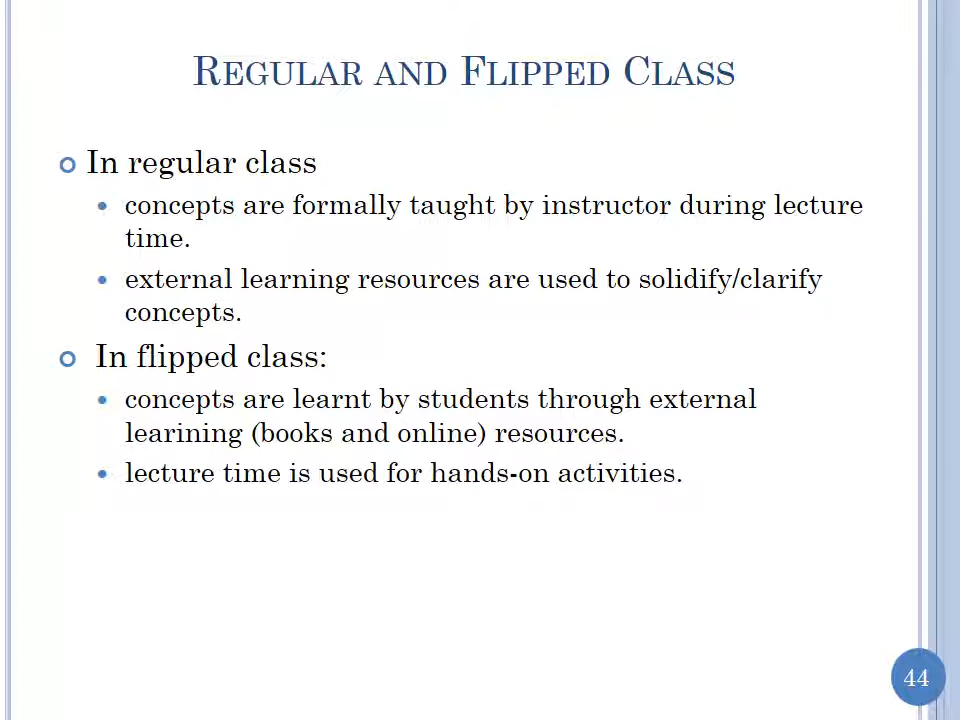 Regular and Flipped Class
In regular class
concepts are formally taught by instructor during lecture
time.
external learning resources are used to solidify/clarify
concepts.
In flipped class:
concepts are learnt by students through external
learining (books and online) resources.
lecture time is used for hands-on activities.
44